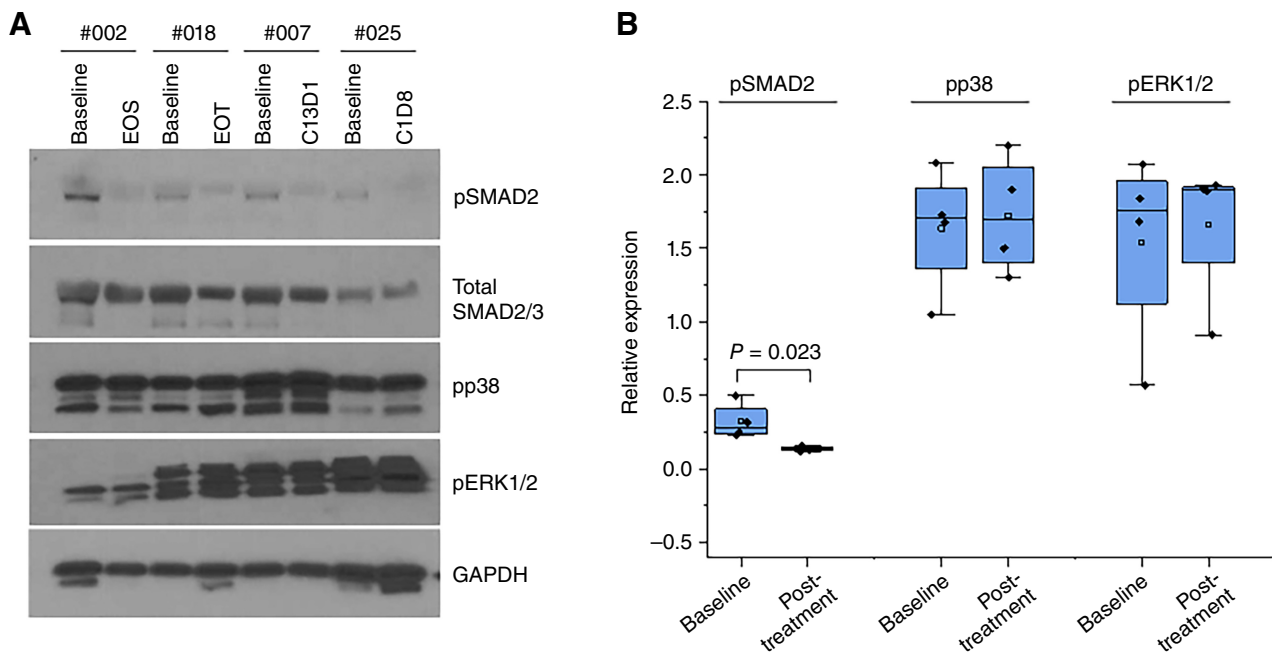 A
#002 #018 #007 #025
Baseline EOS Baseline EOT Baseline C13D1 Baseline C1D8
pSMAD2
Total
SMAD2/3
pp38
pERK1/2
GAPDH
B
pSMAD2 pp38 pERK1/2
Relative expression
2.5
2.0
1.5
1.0
0.5
0.0
–0.5
P = 0.023
Baseline
Post-
treatment
Baseline
Post-
treatment
Baseline
Post-
treatment